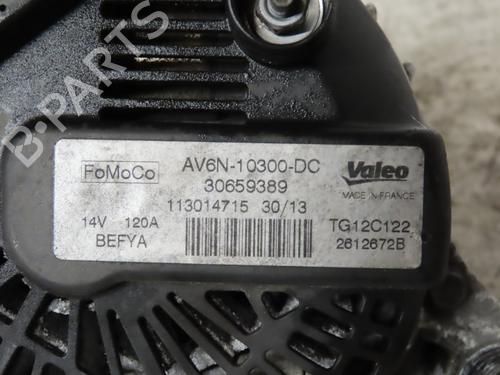 B-PARTS
FoMoCo
AV6N-10300-DC
30659389
113014715 30/13
14V 120A
BEFYA
Valeo
MADE IN FRANCE
TG12C122
2612672B